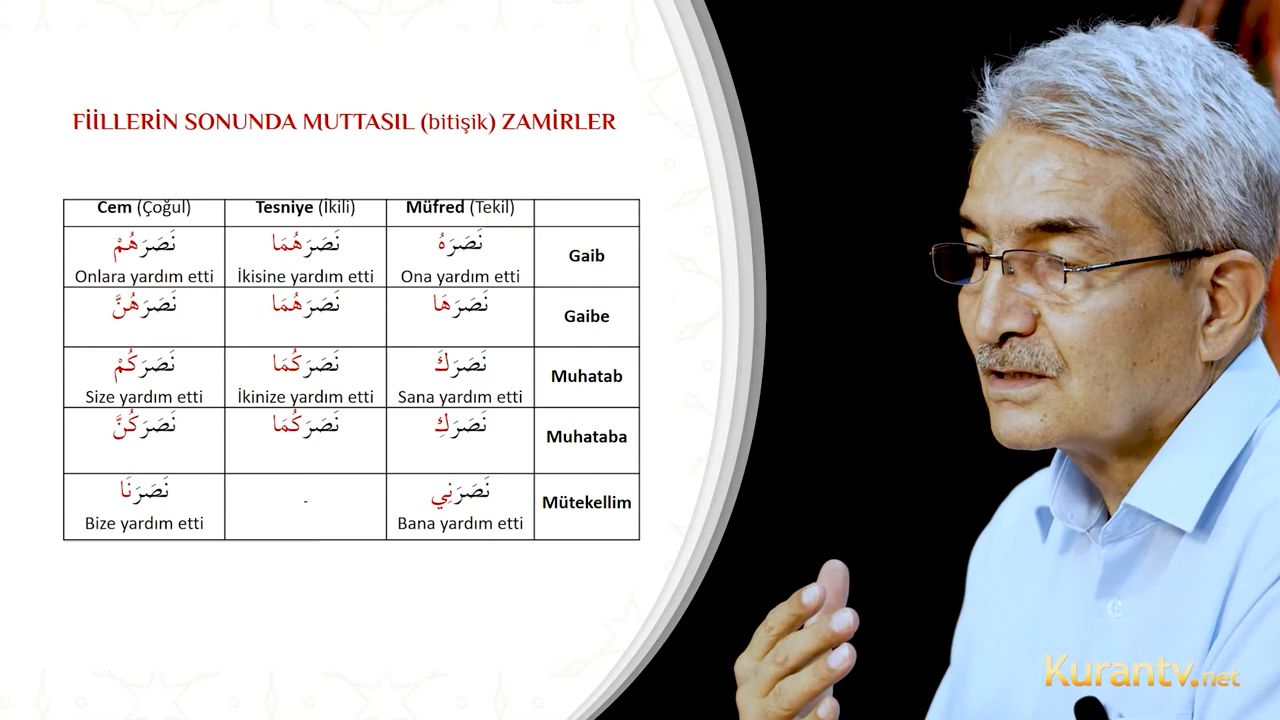 FİİLLERİN SONUNDA MUTTASIL (bitişik) ZAMİRLER
Cem (Çoğul) Tesniye (İkili) Müfred (Tekil)
نَصَرَهُمْ نَصَرَهُمَا نَصَرَهُ
Onlara yardım etti İkisine yardım etti Ona yardım etti Gaib
نَصَرَهُنَّ نَصَرَهُمَا نَصَرَهَا Gaibe
نَصَرَكُمْ نَصَرَكُمَا نَصَرَكَ
Size yardım etti İkinize yardım etti Sana yardım etti Muhatab
نَصَرَكُنَّ نَصَرَكُمَا نَصَرَكِ Muhataba
نَصَرَنَا - نَصَرَنِي
Bize yardım etti Bana yardım etti Mütekellim
Kurantv.net